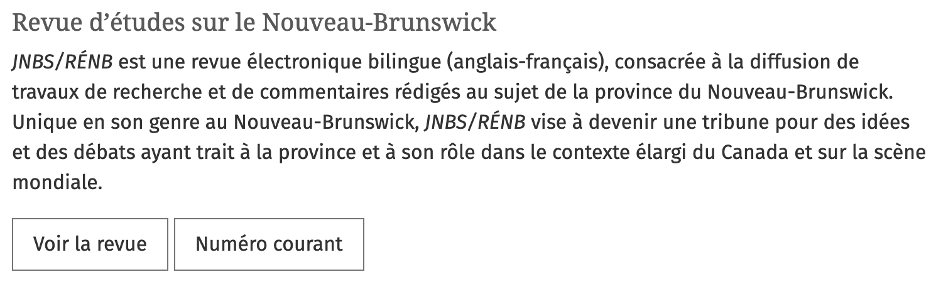 Revue d’études sur le Nouveau-Brunswick
JNBS/RÉNB est une revue électronique bilingue (anglais-français), consacrée à la diffusion de
travaux de recherche et de commentaires rédigés au sujet de la province du Nouveau-Brunswick.
Unique en son genre au Nouveau-Brunswick, JNBS/RÉNB vise à devenir une tribune pour des idées
et des débats ayant trait à la province et à son rôle dans le contexte élargi du Canada et sur la scène
mondiale.
Voir la revue
Numéro courant